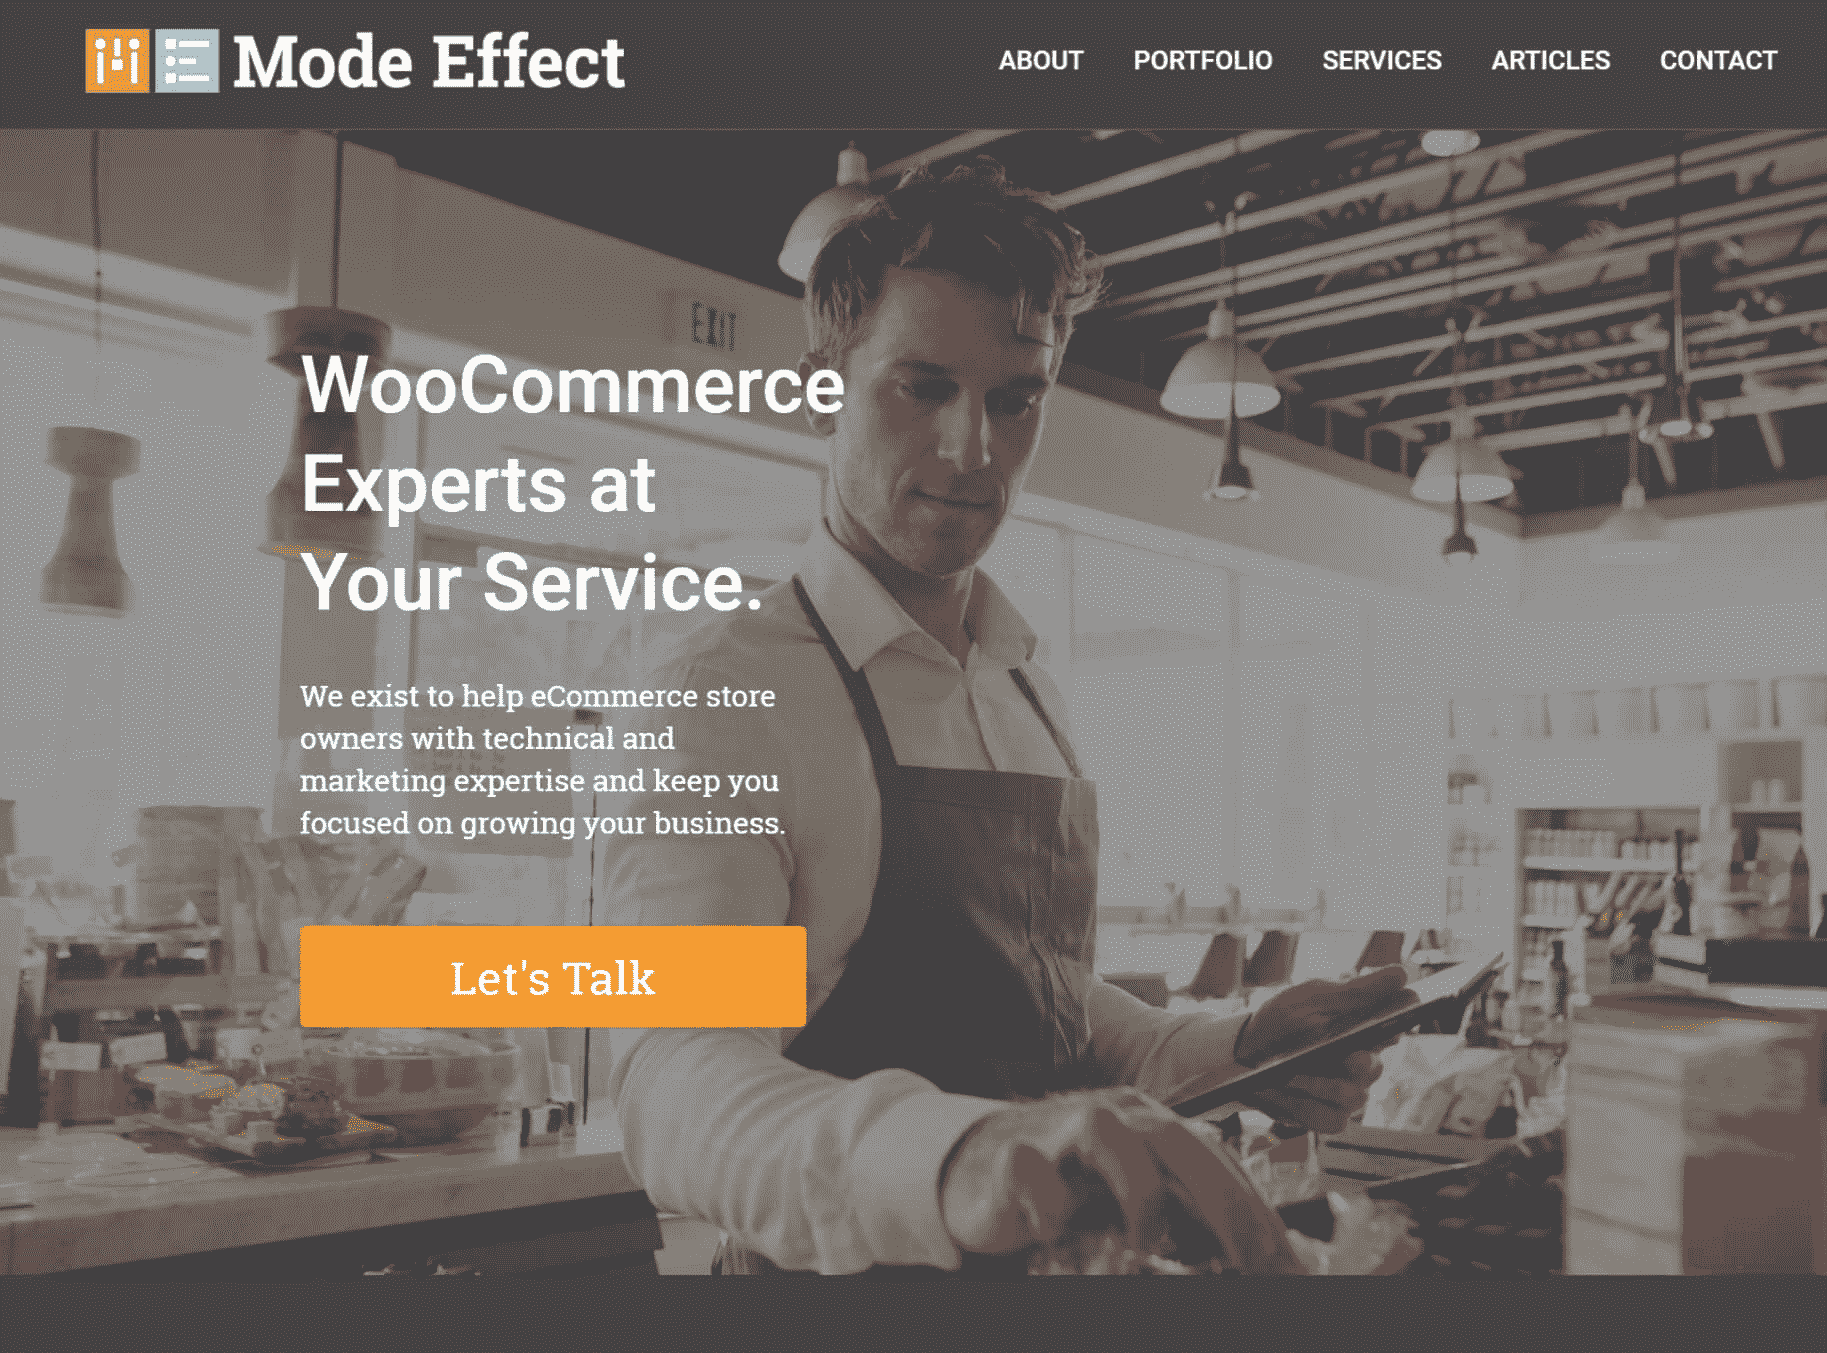 Mode Effect
ABOUT PORTFOLIO SERVICES ARTICLES CONTACT
EXIT
WooCommerce
Experts at
Your Service.
We exist to help eCommerce store
owners with technical and
marketing expertise and keep you
focused on growing your business.
Let's Talk